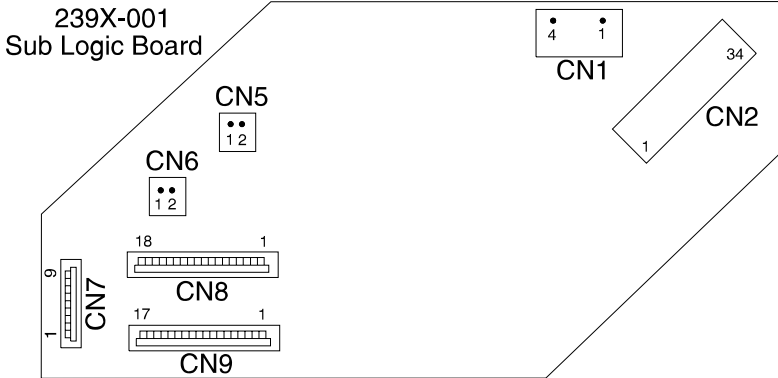 239X-001
Sub Logic Board
4 1
CN1
34
CN2
1
CN5
1 2
CN6
1 2
18 1
CN8
9
CN7
1
17 1
CN9